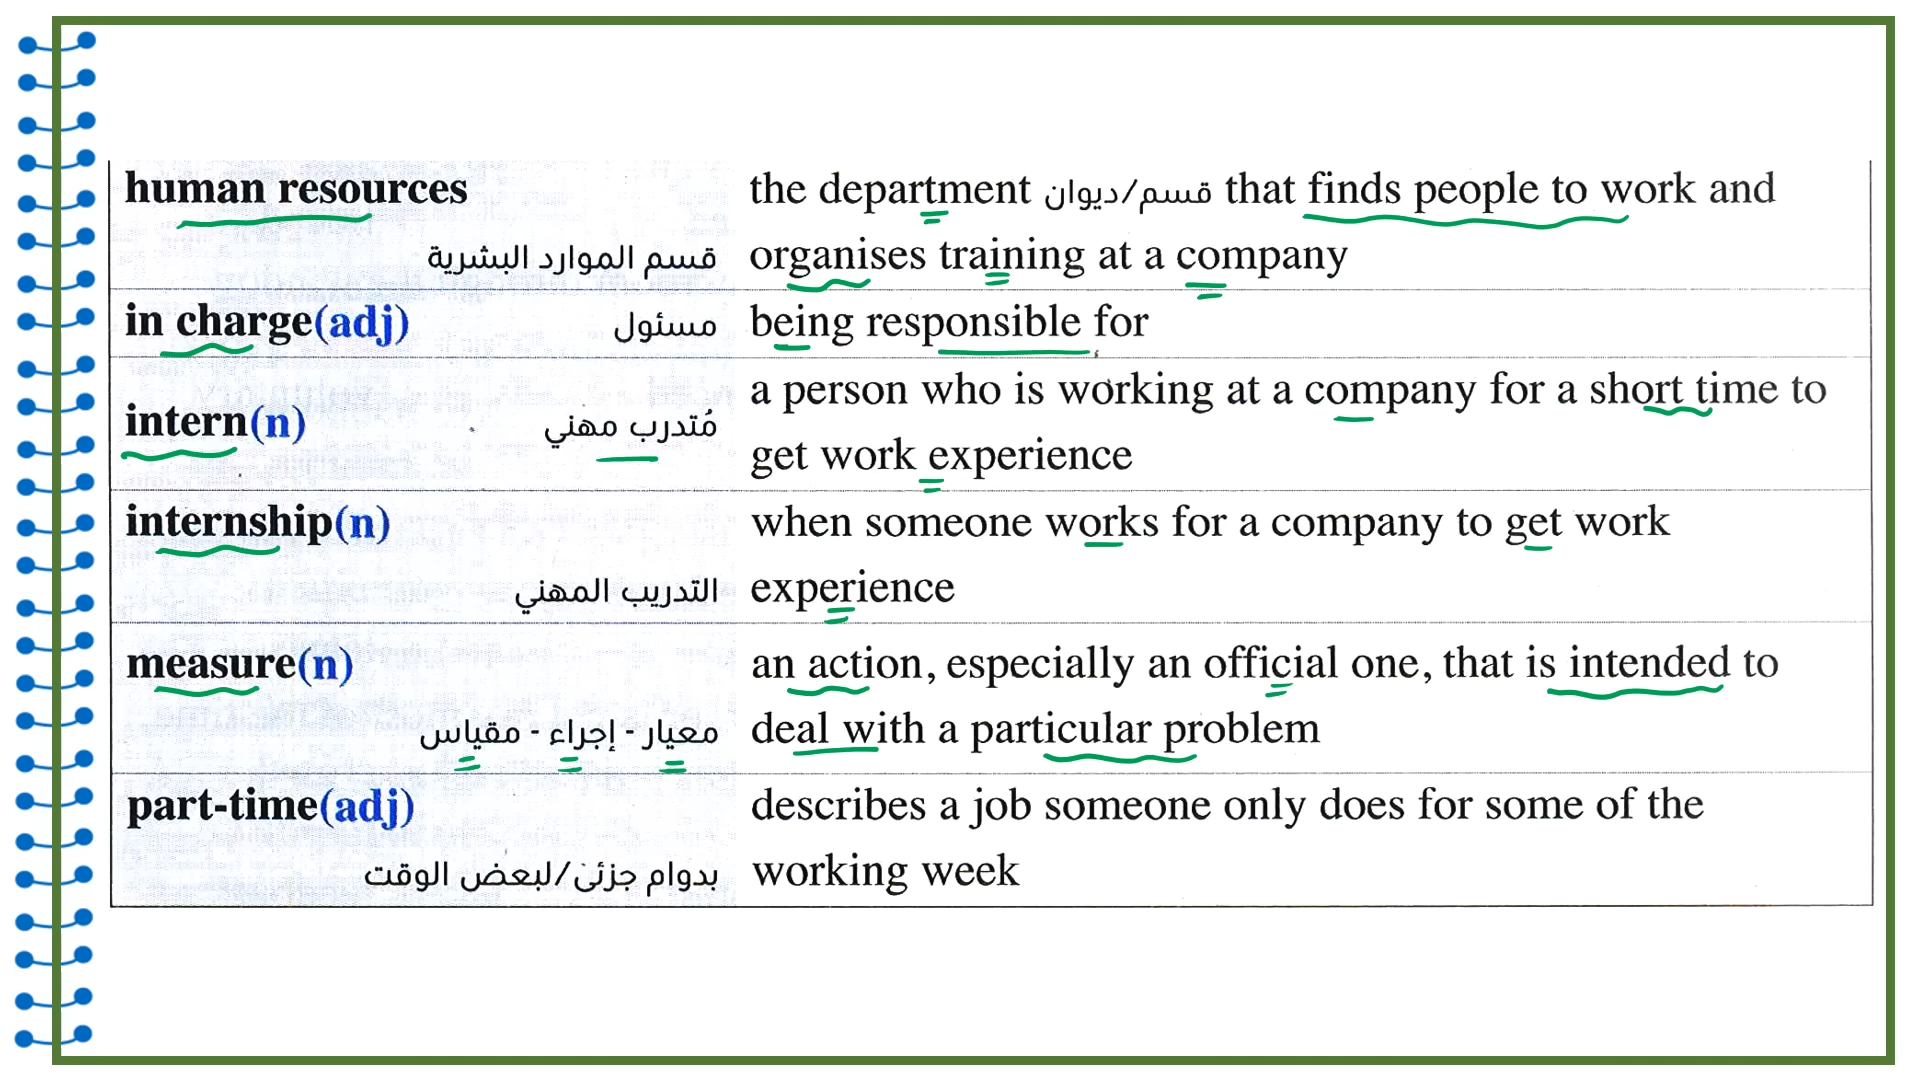 human resources
قسم الموارد البشرية
the department قسم/ديوان that finds people to work and
organises training at a company
in charge(adj) مسئول
being responsible for
intern(n) مُتدرب مهني
a person who is working at a company for a short time to
get work experience
internship(n)
التدريب المهني
when someone works for a company to get work
experience
measure(n)
معيار - إجراء - مقياس
an action, especially an official one, that is intended to
deal with a particular problem
part-time(adj)
بدوام جزئى/لبعض الوقت
describes a job someone only does for some of the
working week